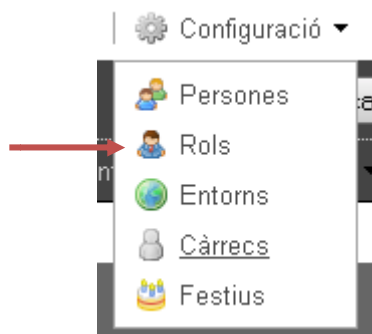 Configuració
Persones
Rols
Entorns
Càrrecs
Festius